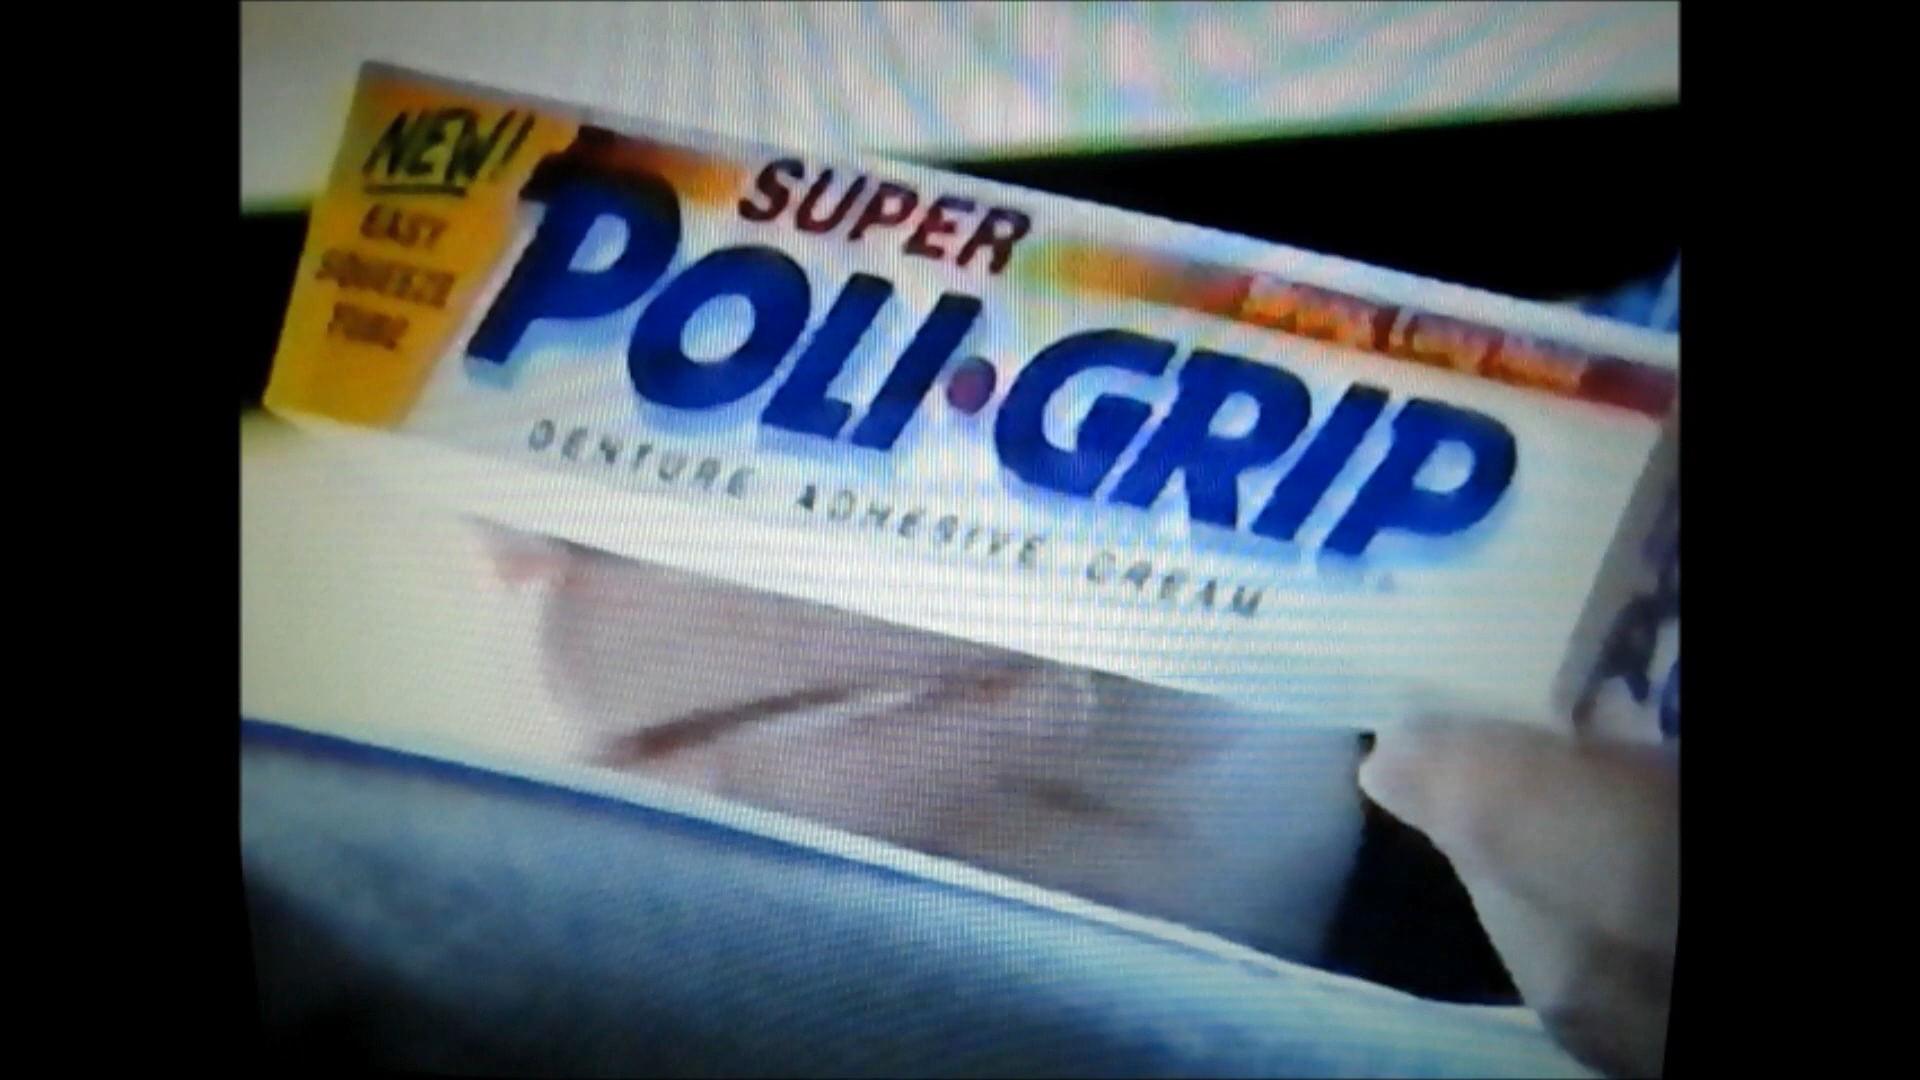 NEW!
EASY
SQUEEZE
TUBE
SUPER
POLI·GRIP
DENTURE ADHESIVE CREAM